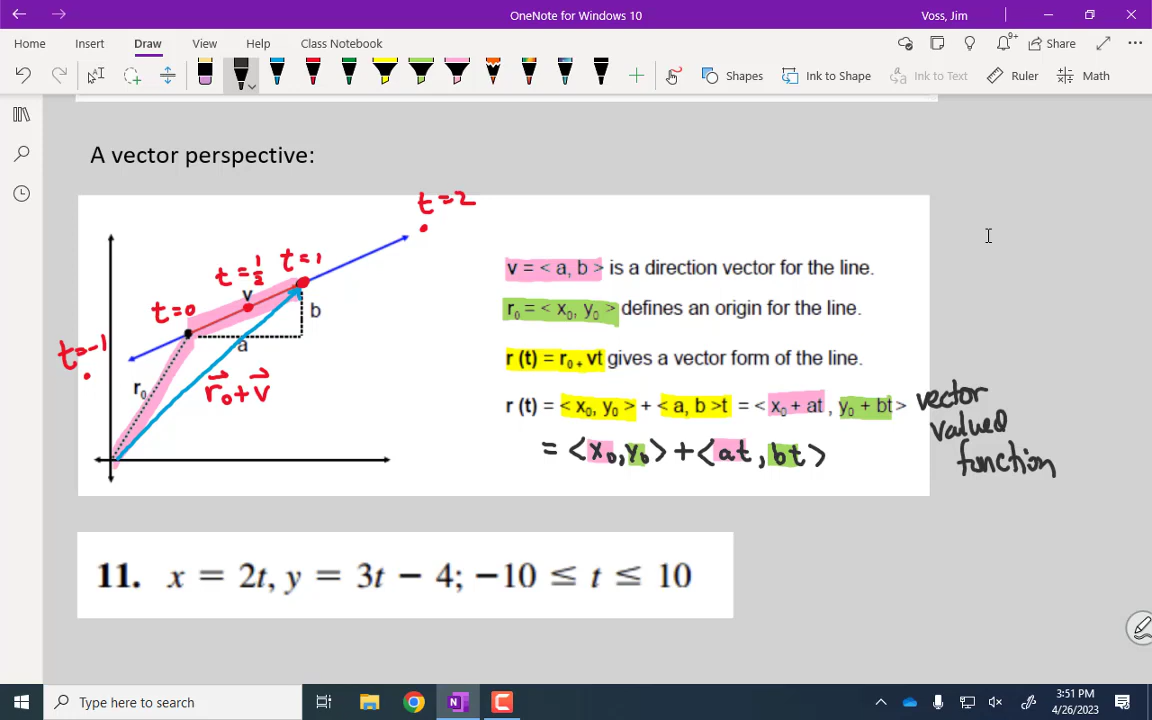 OneNote for Windows 10
Voss, Jim
Home Insert Draw View Help Class Notebook
9+
Share
Shapes Ink to Shape Ink to Text Ruler Math
A vector perspective:
t=2
t=1
t=½
v
t=0
b
a
t=-1
r₀
r⃗₀+v⃗
v = < a, b > is a direction vector for the line.
r₀ = < x₀, y₀ > defines an origin for the line.
r (t) = r₀ + vt gives a vector form of the line.
r (t) = < x₀, y₀ > + < a, b >t = < x₀ + at , y₀ + bt >
= <x₀,y₀> + <at, bt>
vector
valued
function
11. x = 2t, y = 3t − 4; −10 ≤ t ≤ 10
Type here to search
3:51 PM
4/26/2023